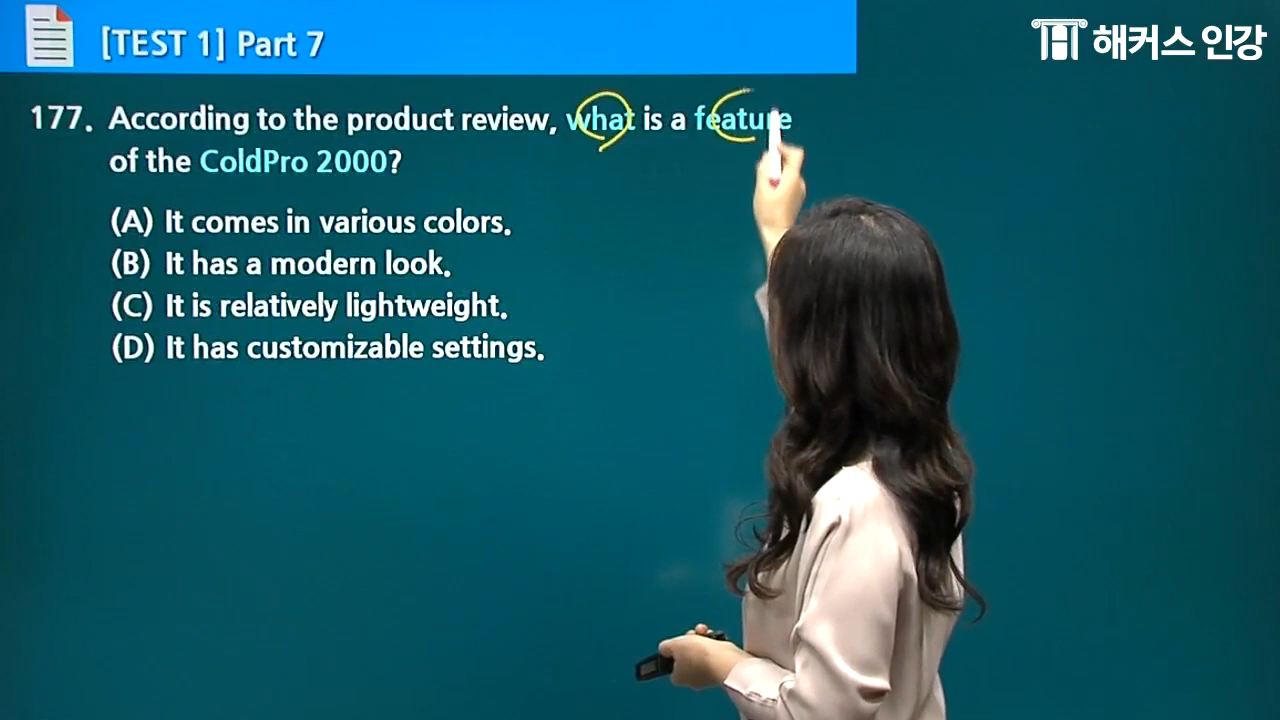 [TEST 1] Part 7
해커스 인강
177. According to the product review, what is a feature
of the ColdPro 2000?
(A) It comes in various colors.
(B) It has a modern look.
(C) It is relatively lightweight.
(D) It has customizable settings.